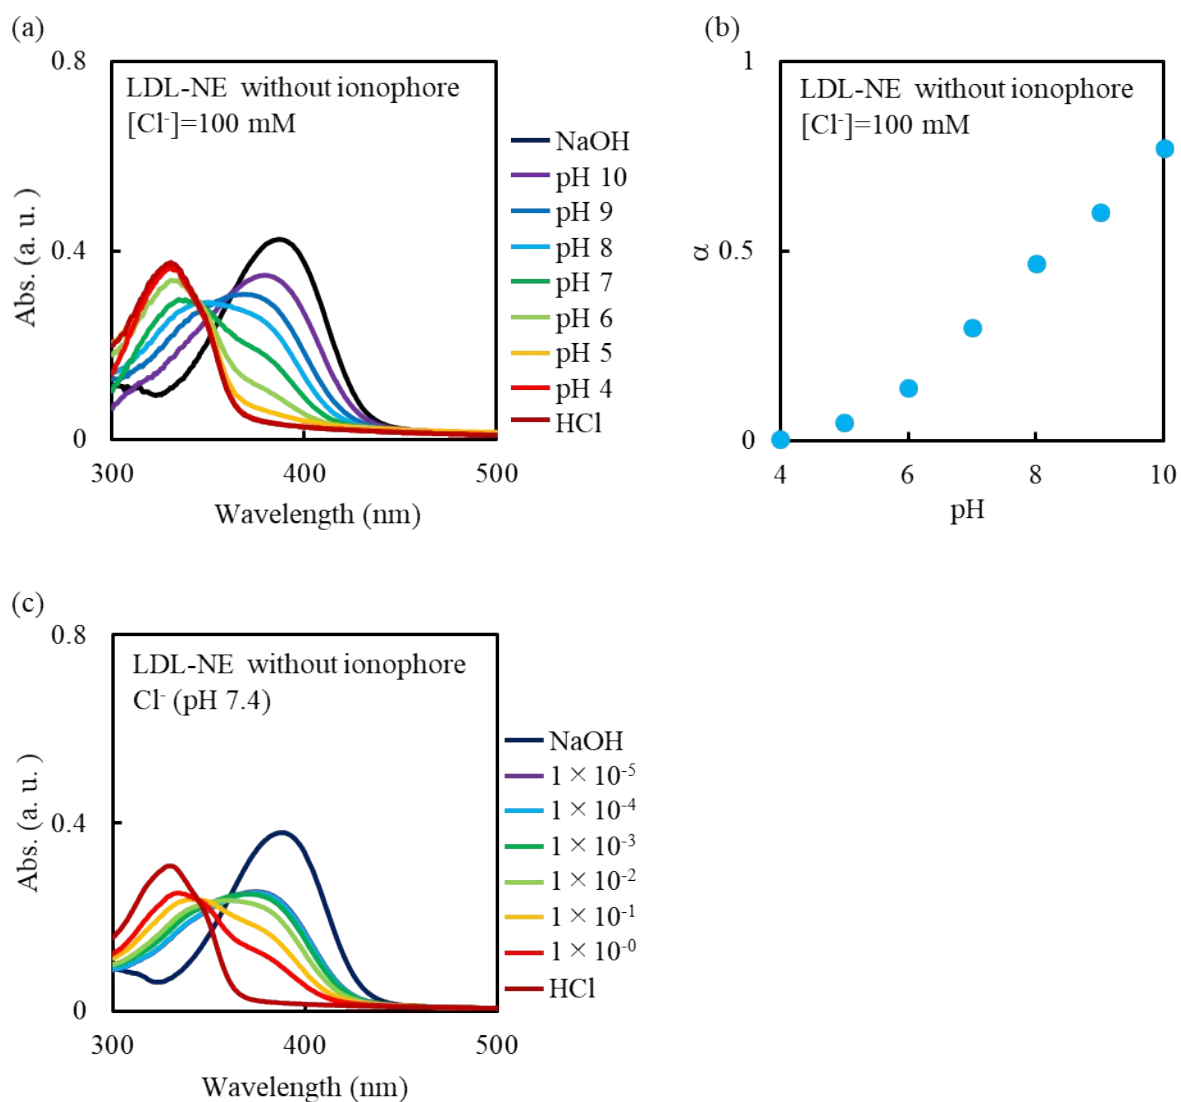 (a)
0.8
LDL-NE without ionophore
[Cl⁻]=100 mM
0.4
0
Abs. (a. u. )
300
400
500
Wavelength (nm)
NaOH
pH 10
pH 9
pH 8
pH 7
pH 6
pH 5
pH 4
HCl
(b)
1
LDL-NE without ionophore
[Cl⁻]=100 mM
0.5
0
α
4
6
8
10
pH
(c)
0.8
LDL-NE without ionophore
Cl⁻ (pH 7.4)
0.4
0
Abs. (a. u. )
300
400
500
Wavelength (nm)
NaOH
1 × 10⁻⁵
1 × 10⁻⁴
1 × 10⁻³
1 × 10⁻²
1 × 10⁻¹
1 × 10⁻⁰
HCl